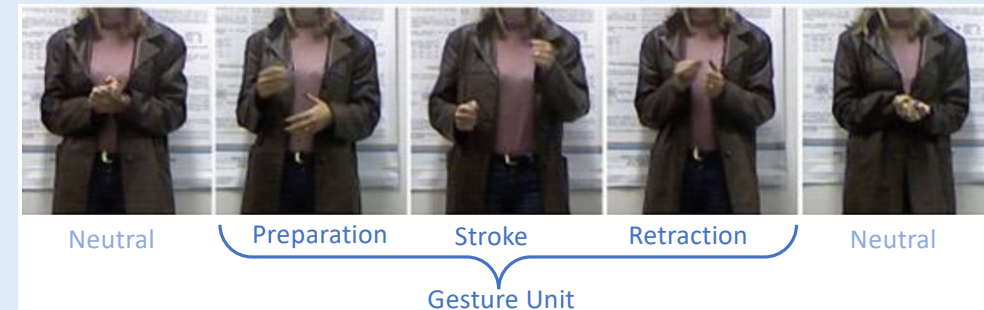 Neutral
Preparation
Stroke
Retraction
Neutral
Gesture Unit